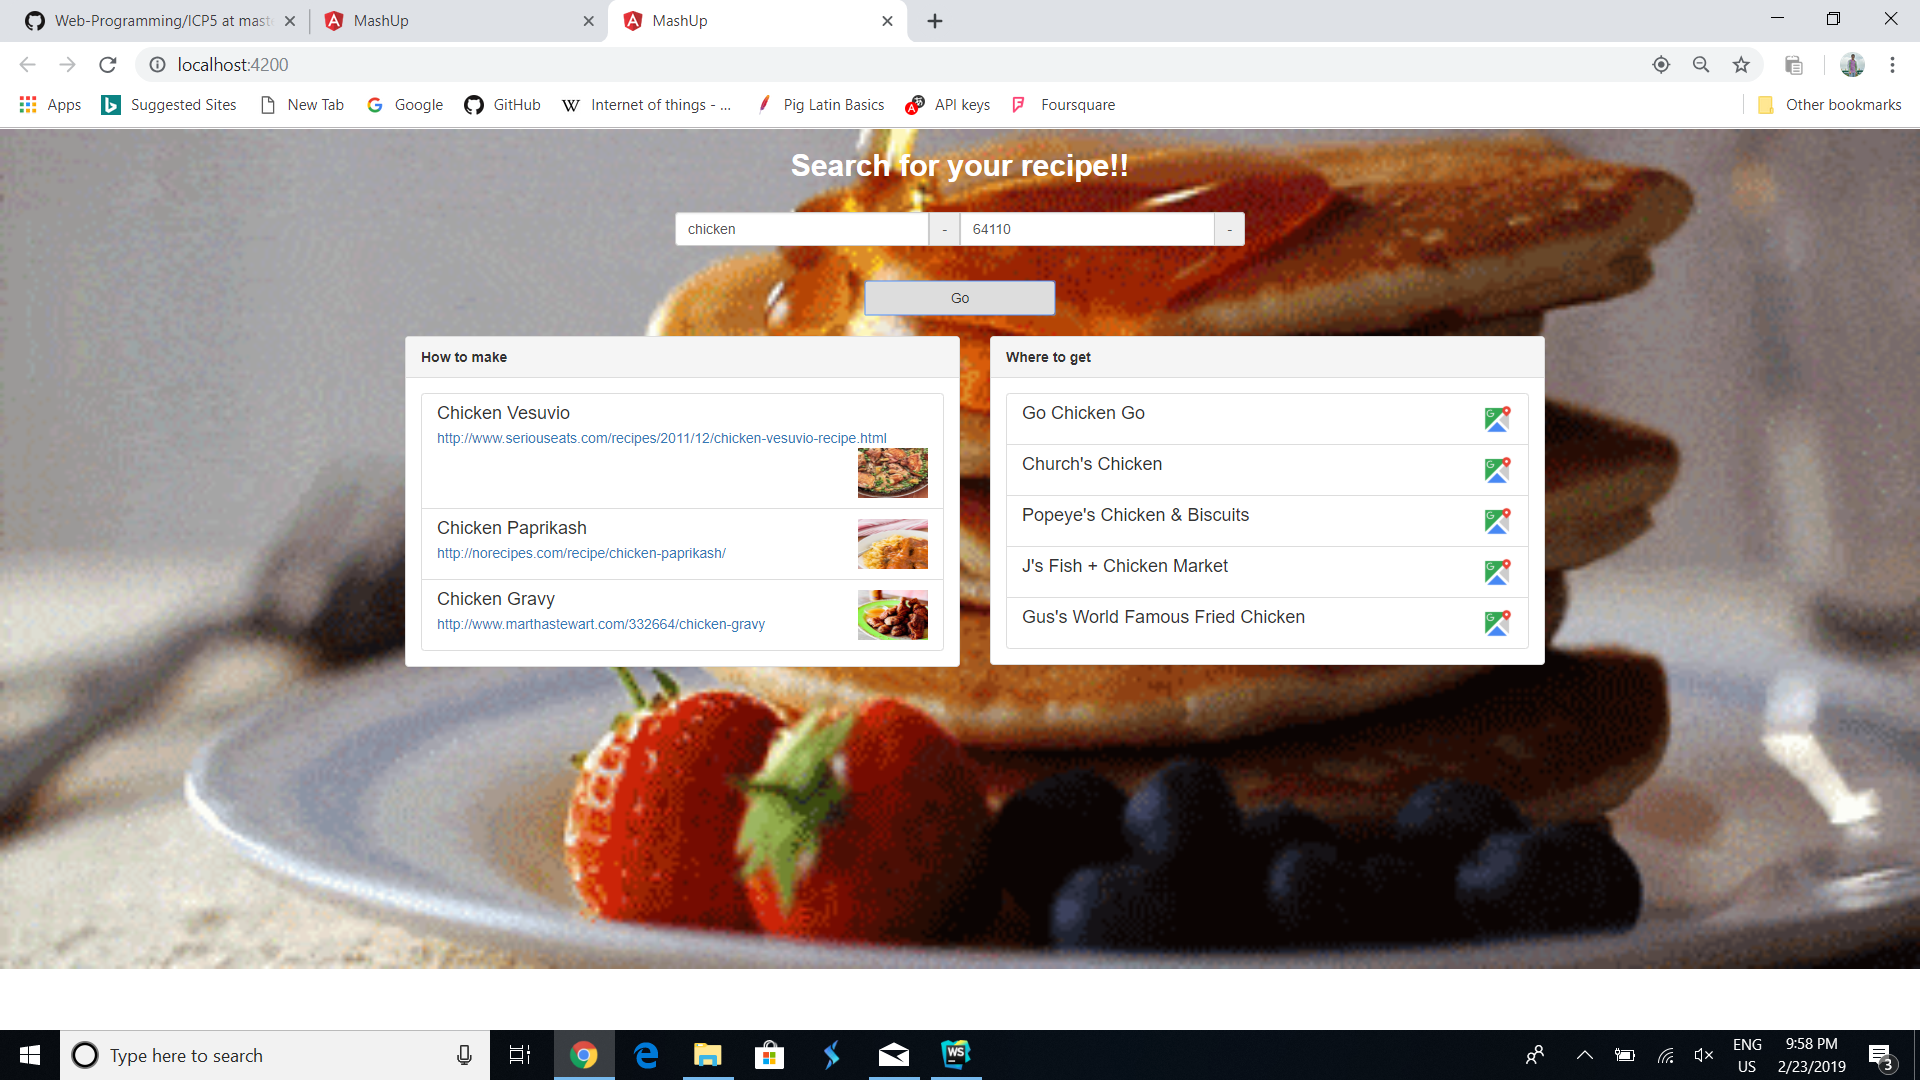 Web-Programming/ICP5 at maste
MashUp
MashUp
localhost:4200
Apps
Suggested Sites
New Tab
Google
GitHub
Internet of things - ...
Pig Latin Basics
API keys
Foursquare
Other bookmarks
Search for your recipe!!
chicken
-
64110
-
Go
How to make
Chicken Vesuvio
http://www.seriouseats.com/recipes/2011/12/chicken-vesuvio-recipe.html
Chicken Paprikash
http://norecipes.com/recipe/chicken-paprikash/
Chicken Gravy
http://www.marthastewart.com/332664/chicken-gravy
Where to get
Go Chicken Go
Church's Chicken
Popeye's Chicken & Biscuits
J's Fish + Chicken Market
Gus's World Famous Fried Chicken
Type here to search
WS
ENG
US
9:58 PM
2/23/2019
3